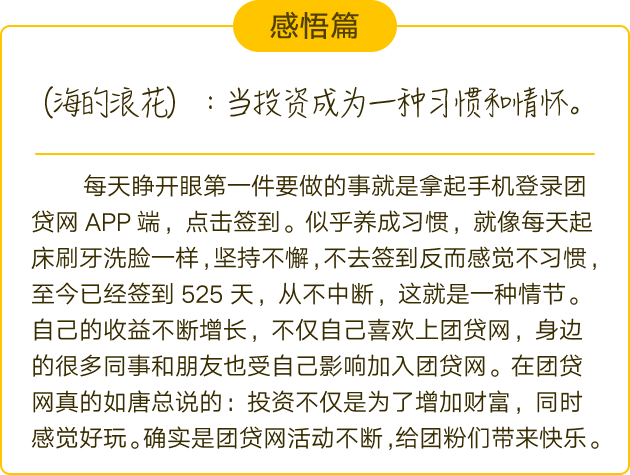 感悟篇
（海的浪花）：当投资成为一种习惯和情怀。
每天睁开眼第一件要做的事就是拿起手机登录团
贷网 APP 端，点击签到。似乎养成习惯，就像每天起
床刷牙洗脸一样,坚持不懈,不去签到反而感觉不习惯,
至今已经签到 525 天，从不中断，这就是一种情节。
自己的收益不断增长，不仅自己喜欢上团贷网，身边
的很多同事和朋友也受自己影响加入团贷网。在团贷
网真的如唐总说的：投资不仅是为了增加财富，同时
感觉好玩。确实是团贷网活动不断,给团粉们带来快乐。